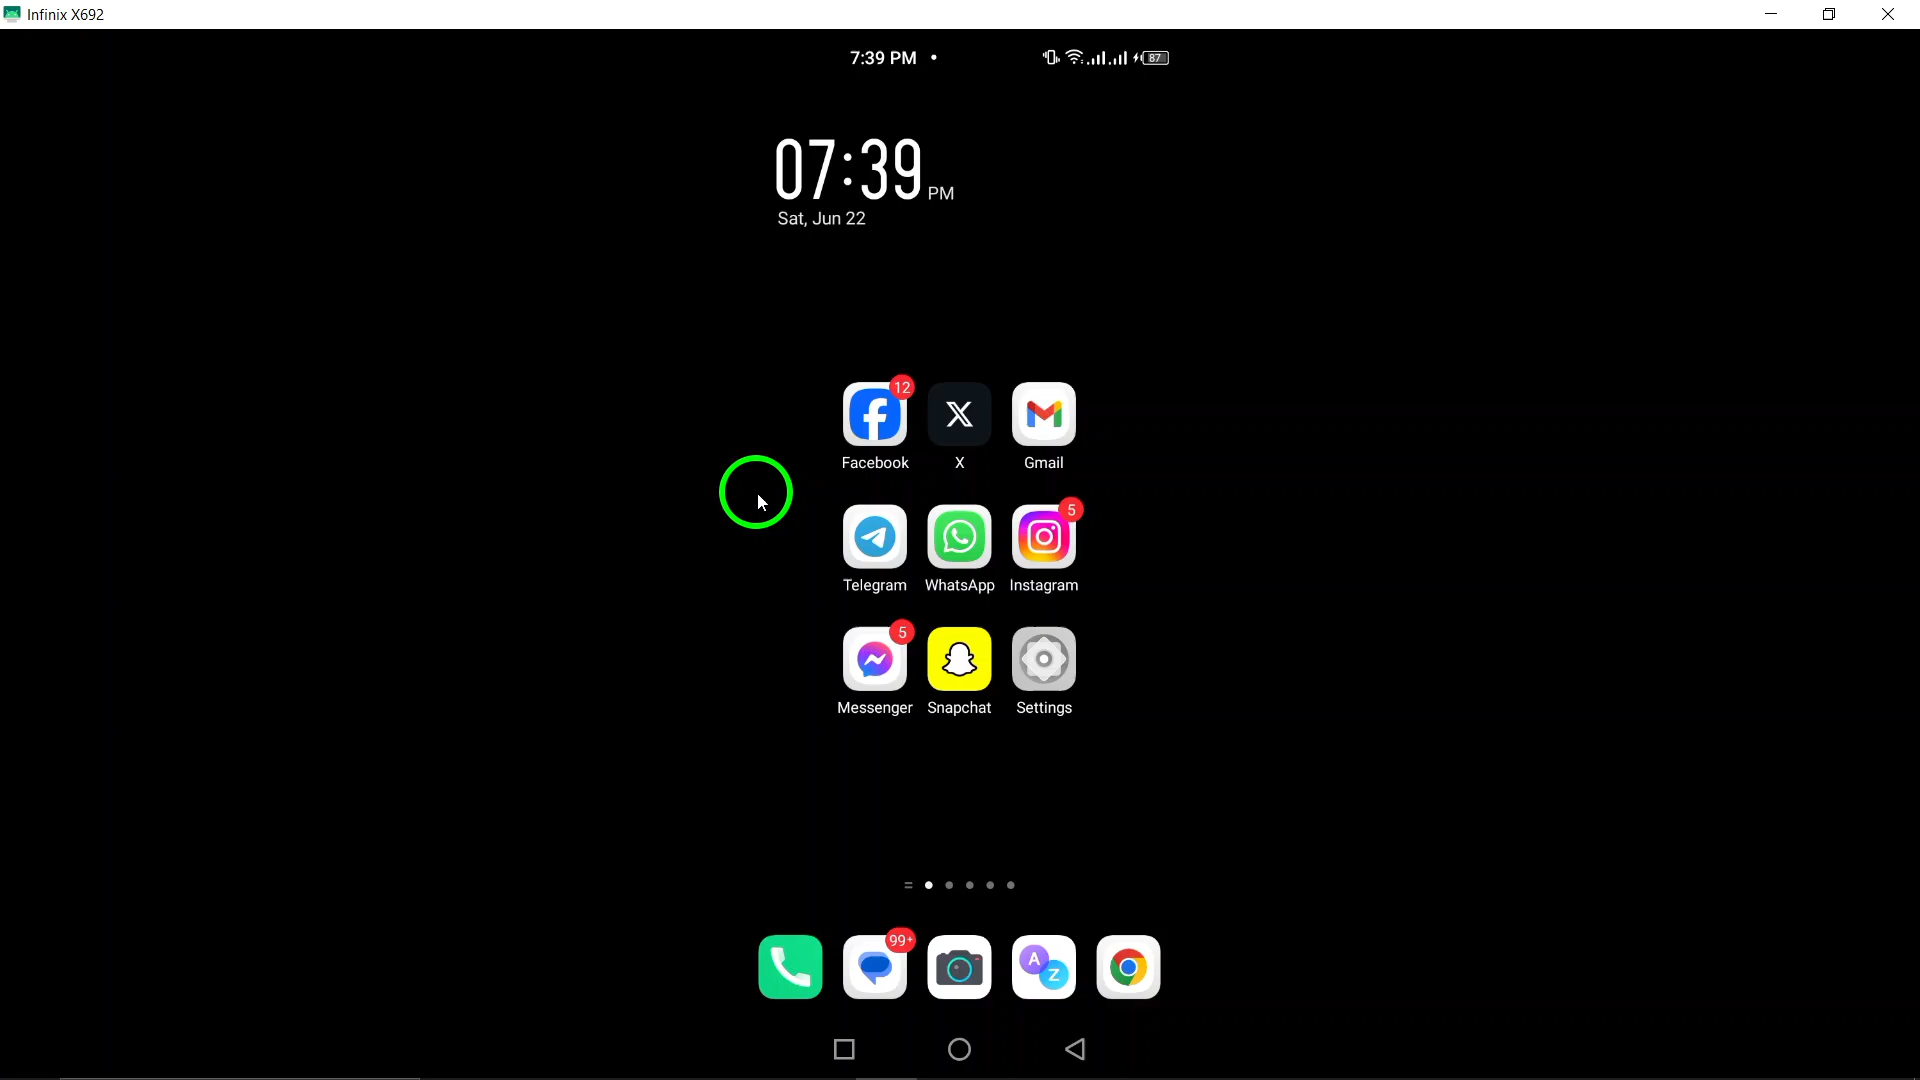 Infinix X692
7:39 PM
87
07:39 PM
Sat, Jun 22
12
Facebook
X
Gmail
5
Telegram
WhatsApp
Instagram
5
Messenger
Snapchat
Settings
99+
A
Z